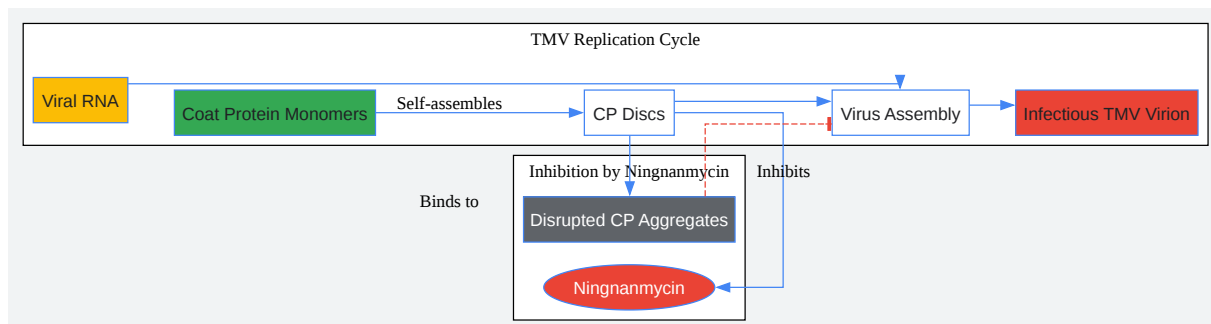 TMV Replication Cycle
Viral RNA
Coat Protein Monomers
Self-assembles
CP Discs
Virus Assembly
Infectious TMV Virion
Inhibition by Ningnanmycin
Inhibits
Binds to
Disrupted CP Aggregates
Ningnanmycin